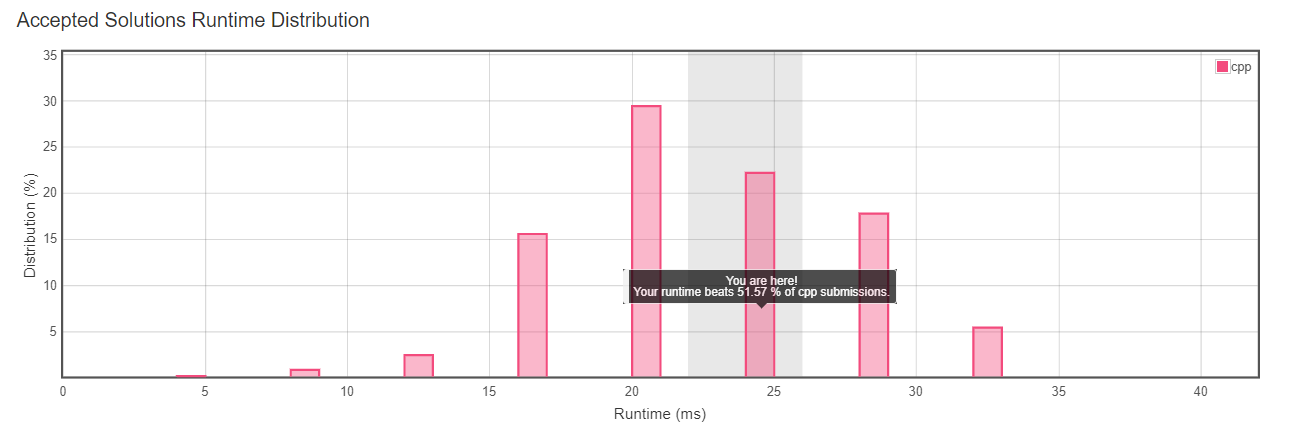 Accepted Solutions Runtime Distribution
35
30
25
20
15
10
5
Distribution (%)
cpp
You are here!
Your runtime beats 51.57 % of cpp submissions.
0 5 10 15 20 25 30 35 40
Runtime (ms)